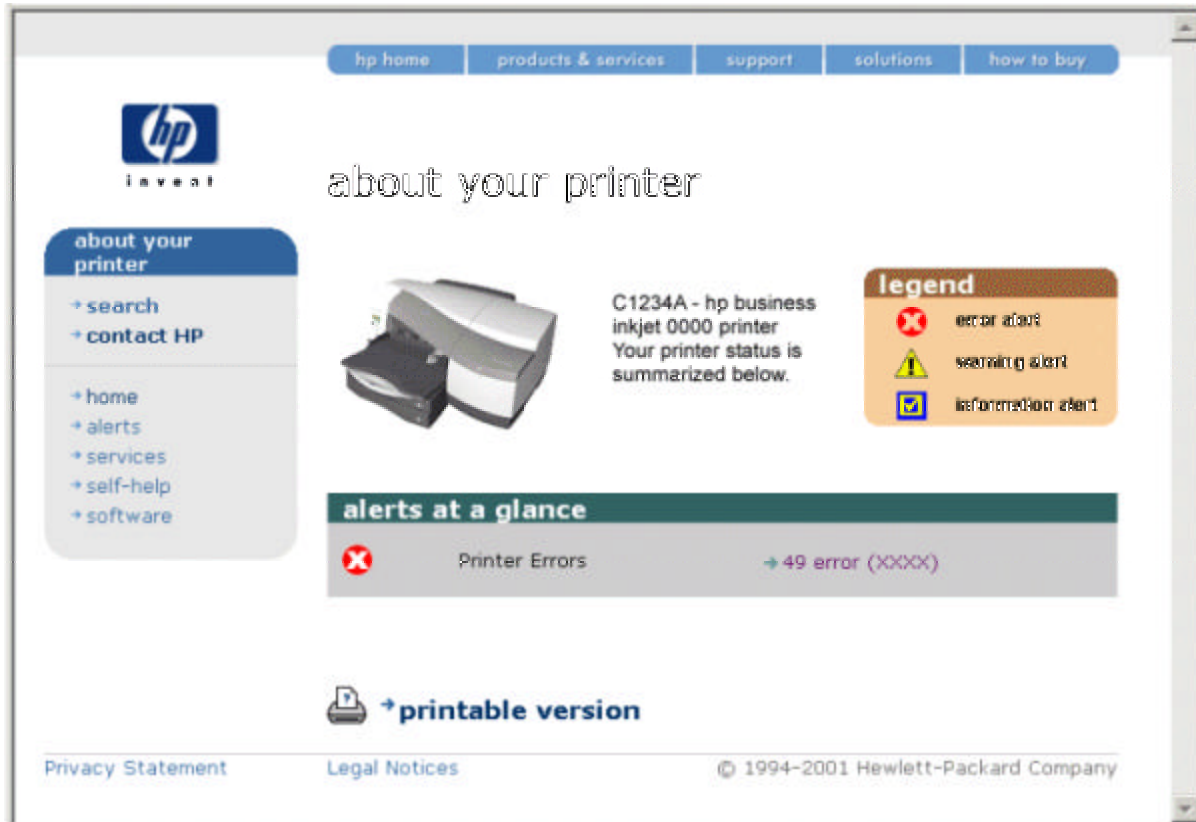 hp home products & services support solutions how to buy
hp
invent
about your printer
about your
printer
search
contact HP
home
alerts
services
self-help
software
C1234A - hp business
inkjet 0000 printer
Your printer status is
summarized below.
legend
error alert
warning alert
information alert
alerts at a glance
Printer Errors 49 error (XXXX)
printable version
Privacy Statement Legal Notices © 1994-2001 Hewlett-Packard Company